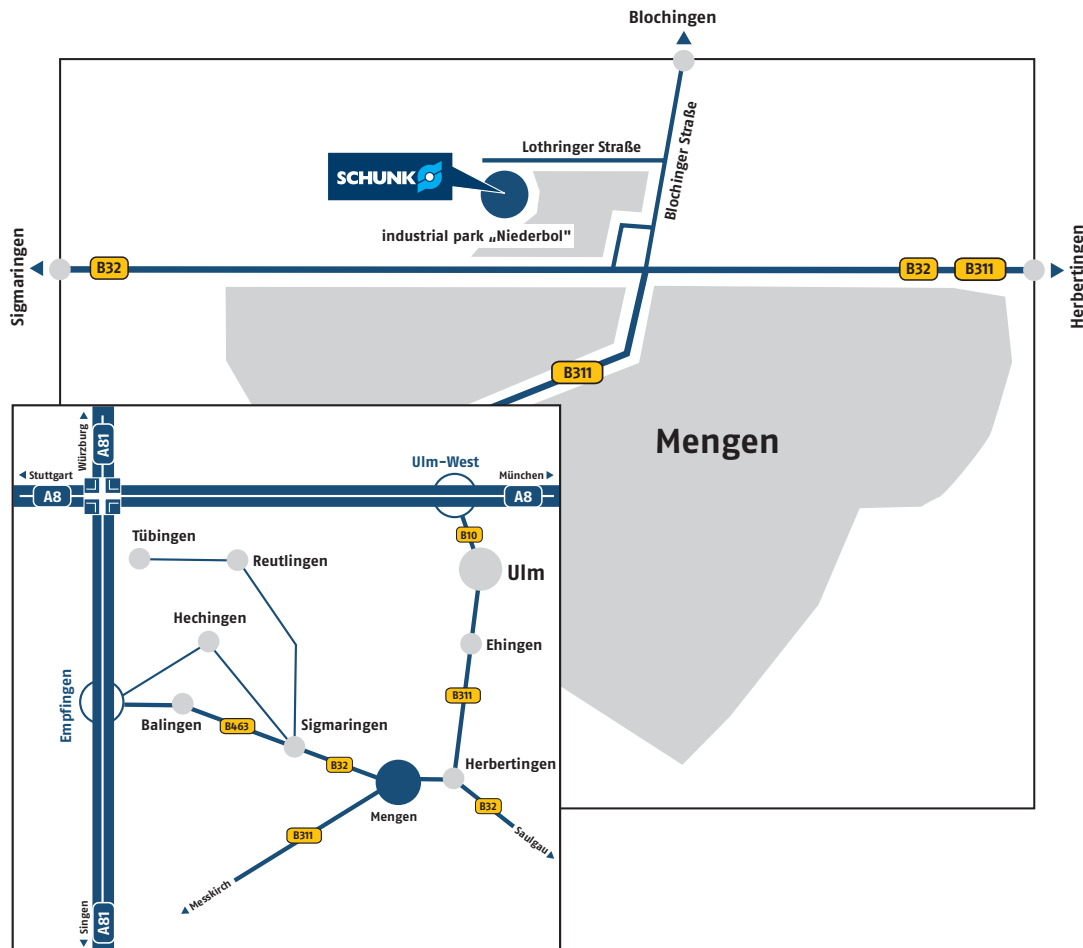 Blochingen
Lothringer Straße
Blochinger Straße
SCHUNK
industrial park „Niederbol"
Sigmaringen
B32
B32
B311
Herbertingen
B311
Mengen
Würzburg
A81
Stuttgart
A8
Ulm-West
München
A8
B10
Tübingen
Reutlingen
Ulm
Hechingen
Ehingen
Empfingen
B311
Balingen
B463
Sigmaringen
B32
Herbertingen
Mengen
B32
B311
Saulgau
Messkirch
Singen
A81